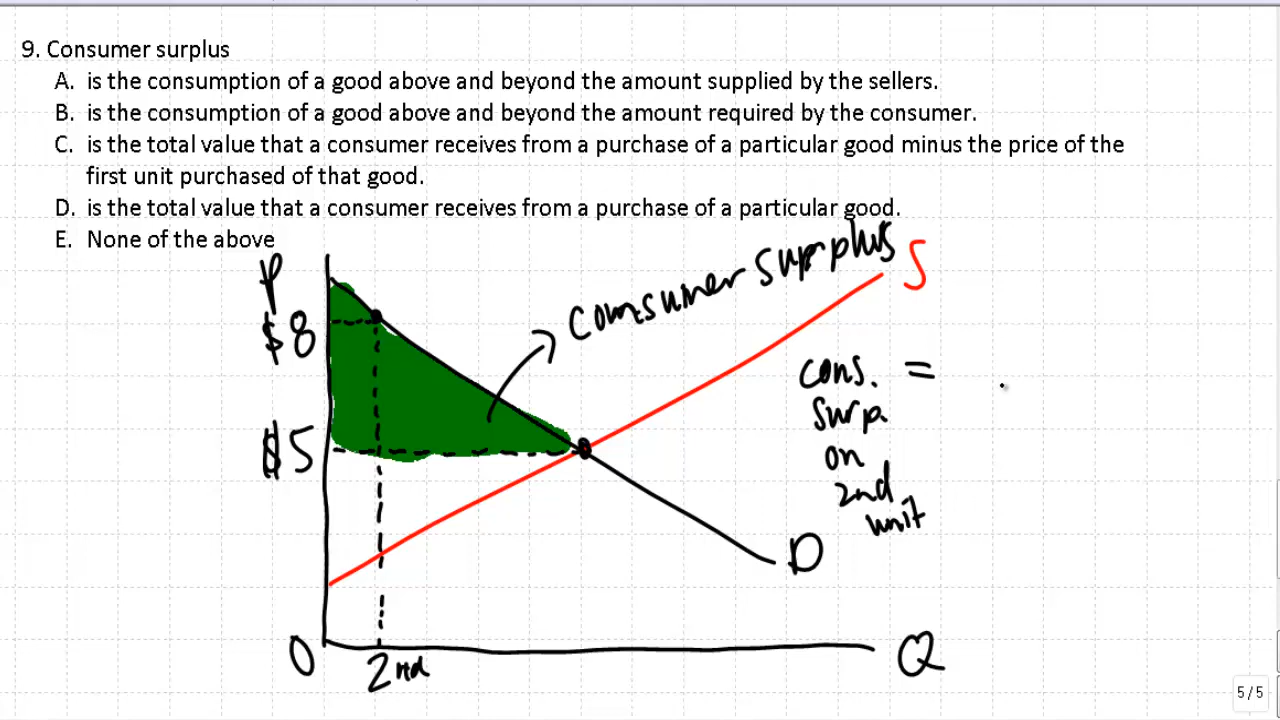 9. Consumer surplus
A. is the consumption of a good above and beyond the amount supplied by the sellers.
B. is the consumption of a good above and beyond the amount required by the consumer.
C. is the total value that a consumer receives from a purchase of a particular good minus the price of the
first unit purchased of that good.
D. is the total value that a consumer receives from a purchase of a particular good.
E. None of the above
P
consumer surplus
S
$8
cons. =
surp.
$5
on
2nd
unit
D
0
Q
2nd
5/5